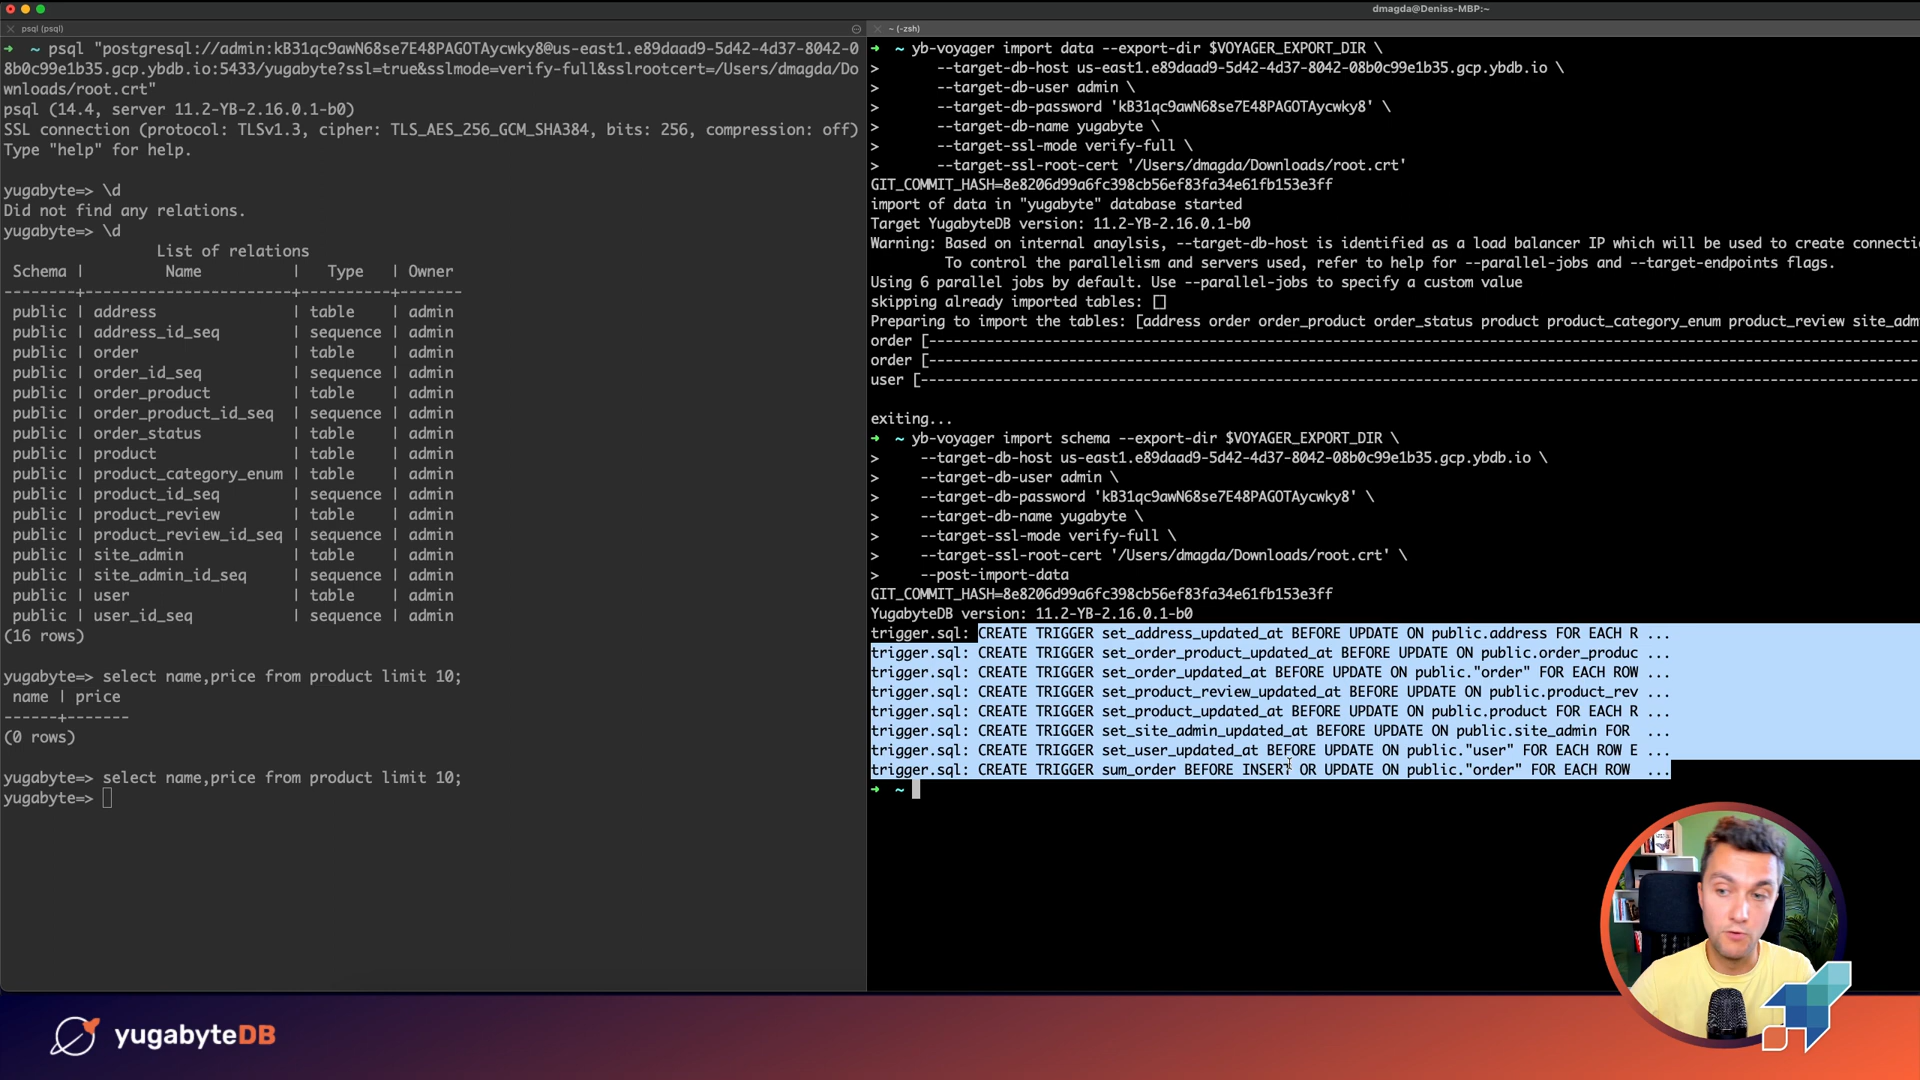 dmagda@Deniss-MBP:~
psql (psql)
→ ~ psql "postgresql://admin:kB31qc9awN68se7E48PAGOTAycwky8@us-east1.e89daad9-5d42-4d37-8042-0
8b0c99e1b35.gcp.ybdb.io:5433/yugabyte?ssl=true&sslmode=verify-full&sslrootcert=/Users/dmagda/Do
wnloads/root.crt"
psql (14.4, server 11.2-YB-2.16.0.1-b0)
SSL connection (protocol: TLSv1.3, cipher: TLS_AES_256_GCM_SHA384, bits: 256, compression: off)
Type "help" for help.
yugabyte=> \d
Did not find any relations.
yugabyte=> \d
List of relations
Schema | Name | Type | Owner
--------+------------------------+----------+-------
public | address | table | admin
public | address_id_seq | sequence | admin
public | order | table | admin
public | order_id_seq | sequence | admin
public | order_product | table | admin
public | order_product_id_seq | sequence | admin
public | order_status | table | admin
public | product | table | admin
public | product_category_enum | table | admin
public | product_id_seq | sequence | admin
public | product_review | table | admin
public | product_review_id_seq | sequence | admin
public | site_admin | table | admin
public | site_admin_id_seq | sequence | admin
public | user | table | admin
public | user_id_seq | sequence | admin
(16 rows)
yugabyte=> select name,price from product limit 10;
name | price
------+-------
(0 rows)
yugabyte=> select name,price from product limit 10;
yugabyte=>
~ (-zsh)
→ ~ yb-voyager import data --export-dir $VOYAGER_EXPORT_DIR \
> --target-db-host us-east1.e89daad9-5d42-4d37-8042-08b0c99e1b35.gcp.ybdb.io \
> --target-db-user admin \
> --target-db-password 'kB31qc9awN68se7E48PAGOTAycwky8' \
> --target-db-name yugabyte \
> --target-ssl-mode verify-full \
> --target-ssl-root-cert '/Users/dmagda/Downloads/root.crt'
GIT_COMMIT_HASH=8e8206d99a6fc398cb56ef83fa34e61fb153e3ff
import of data in "yugabyte" database started
Target YugabyteDB version: 11.2-YB-2.16.0.1-b0
Warning: Based on internal anaylsis, --target-db-host is identified as a load balancer IP which will be used to create connecti
To control the parallelism and servers used, refer to help for --parallel-jobs and --target-endpoints flags.
Using 6 parallel jobs by default. Use --parallel-jobs to specify a custom value
skipping already imported tables: []
Preparing to import the tables: [address order order_product order_status product product_category_enum product_review site_adm
order [------------------------------------------------------------
order [------------------------------------------------------------
user [------------------------------------------------------------
exiting...
→ ~ yb-voyager import schema --export-dir $VOYAGER_EXPORT_DIR \
> --target-db-host us-east1.e89daad9-5d42-4d37-8042-08b0c99e1b35.gcp.ybdb.io \
> --target-db-user admin \
> --target-db-password 'kB31qc9awN68se7E48PAGOTAycwky8' \
> --target-db-name yugabyte \
> --target-ssl-mode verify-full \
> --target-ssl-root-cert '/Users/dmagda/Downloads/root.crt' \
> --post-import-data
GIT_COMMIT_HASH=8e8206d99a6fc398cb56ef83fa34e61fb153e3ff
YugabyteDB version: 11.2-YB-2.16.0.1-b0
trigger.sql: CREATE TRIGGER set_address_updated_at BEFORE UPDATE ON public.address FOR EACH R ...
trigger.sql: CREATE TRIGGER set_order_product_updated_at BEFORE UPDATE ON public.order_produc ...
trigger.sql: CREATE TRIGGER set_order_updated_at BEFORE UPDATE ON public."order" FOR EACH ROW ...
trigger.sql: CREATE TRIGGER set_product_review_updated_at BEFORE UPDATE ON public.product_rev ...
trigger.sql: CREATE TRIGGER set_product_updated_at BEFORE UPDATE ON public.product FOR EACH R ...
trigger.sql: CREATE TRIGGER set_site_admin_updated_at BEFORE UPDATE ON public.site_admin FOR ...
trigger.sql: CREATE TRIGGER set_user_updated_at BEFORE UPDATE ON public."user" FOR EACH ROW E ...
trigger.sql: CREATE TRIGGER sum_order BEFORE INSERT OR UPDATE ON public."order" FOR EACH ROW ...
→ ~
yugabyteDB